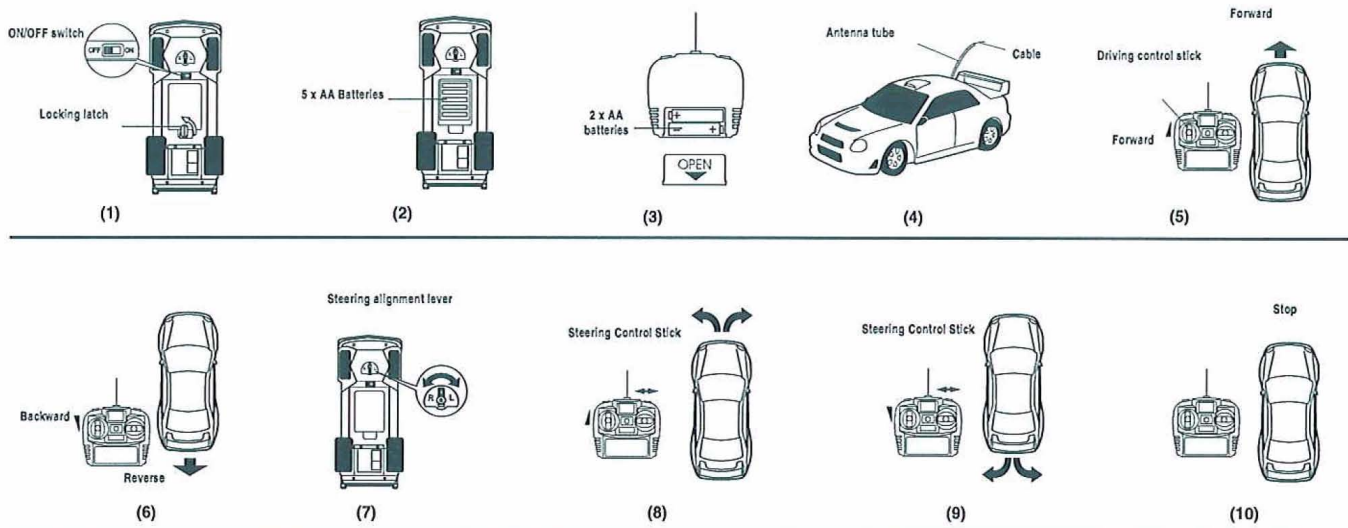 ON/OFF switch
OFF ON
Locking latch
(1)
5 x AA Batteries
(2)
2 x AA
batteries
+
- +
OPEN
(3)
Antenna tube
Cable
(4)
Forward
Driving control stick
Forward
(5)
Backward
Reverse
(6)
Steering alignment lever
R L
(7)
Steering Control Stick
(8)
Steering Control Stick
(9)
Stop
(10)